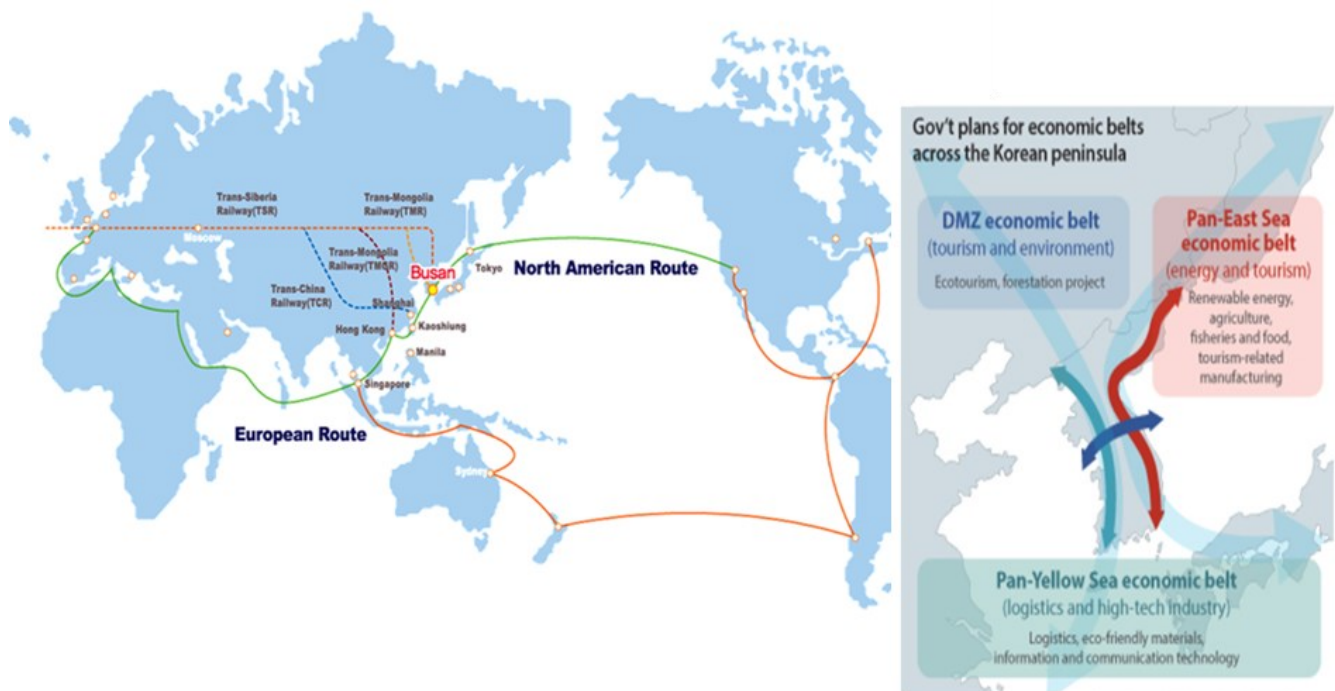 Trans-Siberia
Railway(TSR)
Trans-Mongolia
Railway(TMR)
Moscow
Trans-Mongolia
Railway(TMGR)
Busan
Tokyo
North American Route
Trans-China
Railway(TCR)
Shanghai
Hong Kong
Kaoshiung
Manila
Singapore
European Route
Sydney
Gov't plans for economic belts
across the Korean peninsula
DMZ economic belt
(tourism and environment)
Ecotourism, forestation project
Pan-East Sea
economic belt
(energy and tourism)
Renewable energy,
agriculture,
fisheries and food,
tourism-related
manufacturing
Pan-Yellow Sea economic belt
(logistics and high-tech industry)
Logistics, eco-friendly materials,
information and communication technology